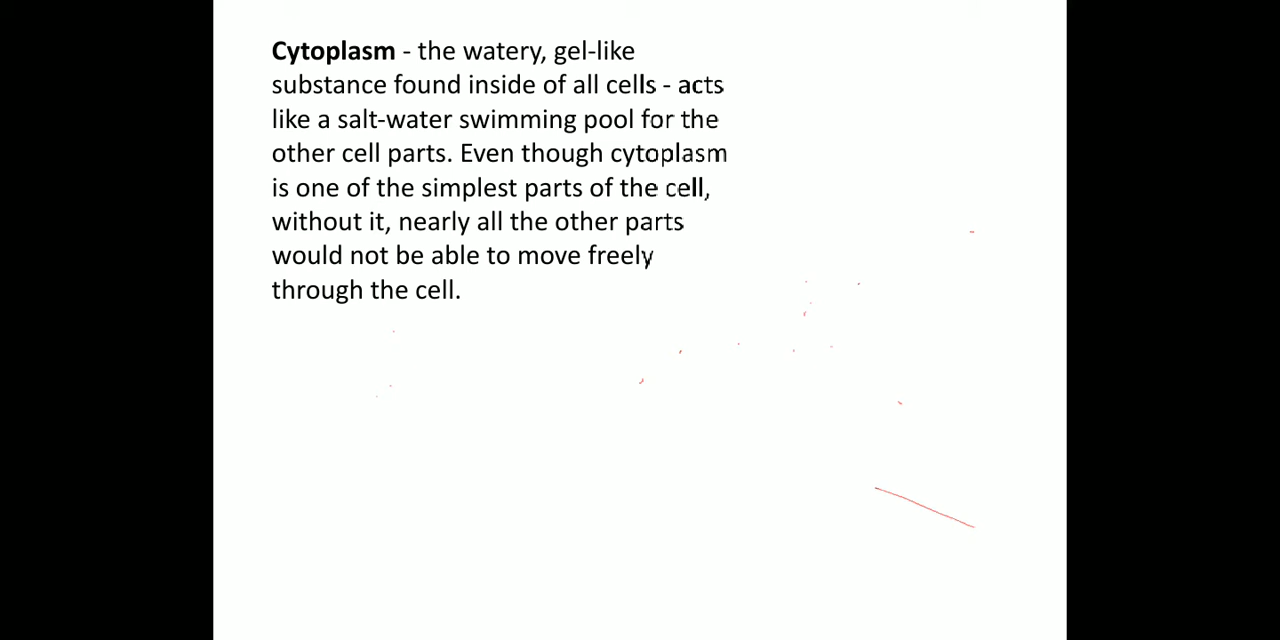 Cytoplasm - the watery, gel-like
substance found inside of all cells - acts
like a salt-water swimming pool for the
other cell parts. Even though cytoplasm
is one of the simplest parts of the cell,
without it, nearly all the other parts
would not be able to move freely
through the cell.